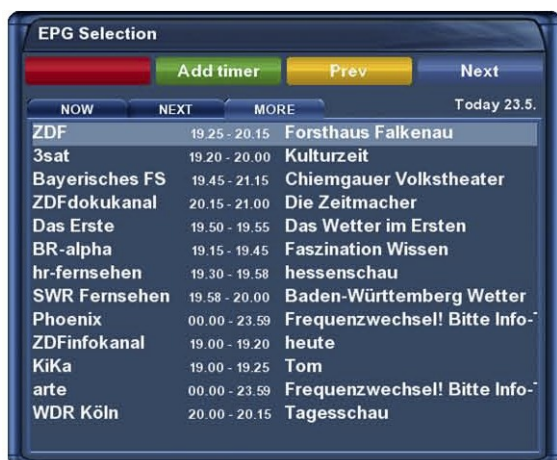 EPG Selection
Add timer Prev Next
NOW NEXT MORE Today 23.5.
ZDF 19.25 - 20.15 Forsthaus Falkenau
3sat 19.20 - 20.00 Kulturzeit
Bayerisches FS 19.45 - 21.15 Chiemgauer Volkstheater
ZDFdokukanal 20.15 - 21.00 Die Zeitmacher
Das Erste 19.50 - 19.55 Das Wetter im Ersten
BR-alpha 19.15 - 19.45 Faszination Wissen
hr-fernsehen 19.30 - 19.58 hessenschau
SWR Fernsehen 19.58 - 20.00 Baden-Württemberg Wetter
Phoenix 00.00 - 23.59 Frequenzwechsel! Bitte Info-
ZDFinfokanal 19.00 - 19.20 heute
KiKa 19.00 - 19.25 Tom
arte 00.00 - 23.59 Frequenzwechsel! Bitte Info-
WDR Köln 20.00 - 20.15 Tagesschau